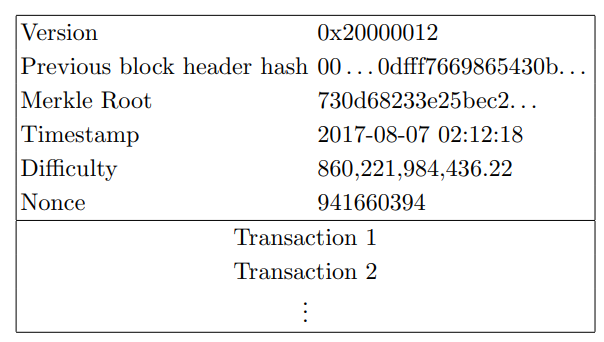 Version 0x20000012
Previous block header hash 00...0dfff7669865430b...
Merkle Root 730d68233e25bec2...
Timestamp 2017-08-07 02:12:18
Difficulty 860,221,984,436.22
Nonce 941660394
Transaction 1
Transaction 2
⋮